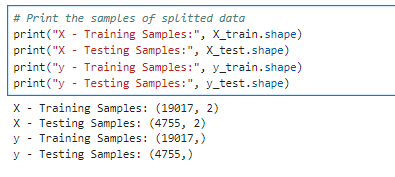 # Print the samples of splitted data
print("X - Training Samples:", X_train.shape)
print("X - Testing Samples:", X_test.shape)
print("y - Training Samples:", y_train.shape)
print("y - Testing Samples:", y_test.shape)
X - Training Samples: (19017, 2)
X - Testing Samples: (4755, 2)
y - Training Samples: (19017,)
y - Testing Samples: (4755,)